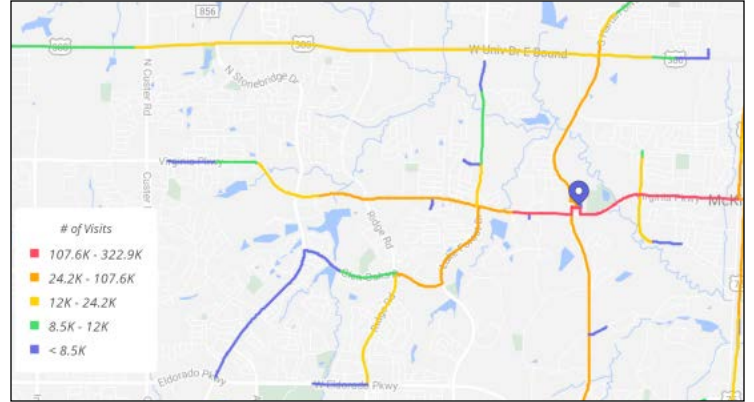 856
380
380
W Univ Dr E Bound
380
N Custer Rd
N Stonebridge Dr
Virginia Pkwy
Custer
Virginia Pkwy
McKi
Ridge Rd
# of Visits
107.6K - 322.9K
24.2K - 107.6K
12K - 24.2K
8.5K - 12K
< 8.5K
Ridge Rd
Eldorado Pkwy
W Eldorado Pkwy